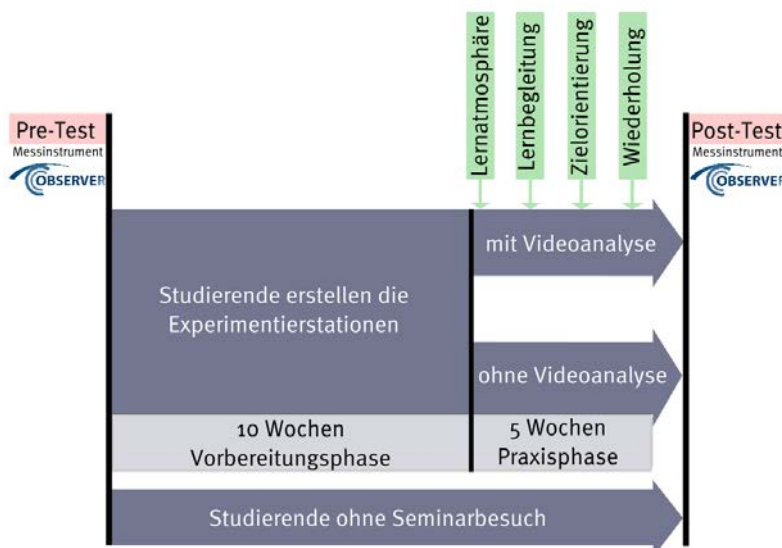 Lernatmosphäre
Lernbegleitung
Zielorientierung
Wiederholung
Pre-Test
Messinstrument
OBSERVER
Post-Test
Messinstrument
OBSERVER
mit Videoanalyse
Studierende erstellen die
Experimentierstationen
ohne Videoanalyse
10 Wochen
Vorbereitungsphase
5 Wochen
Praxisphase
Studierende ohne Seminarbesuch